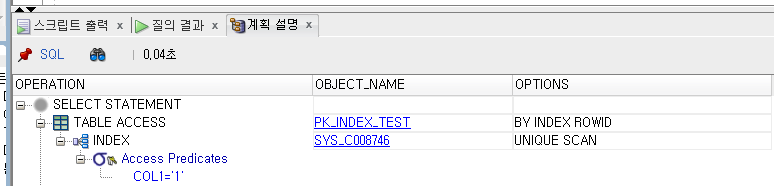 스크립트 출력 x 질의 결과 x 계획 설명 x
SQL 0,04초
OPERATION OBJECT_NAME OPTIONS
SELECT STATEMENT
TABLE ACCESS PK_INDEX_TEST BY INDEX ROWID
INDEX SYS_C008746 UNIQUE SCAN
Access Predicates
COL1='1'